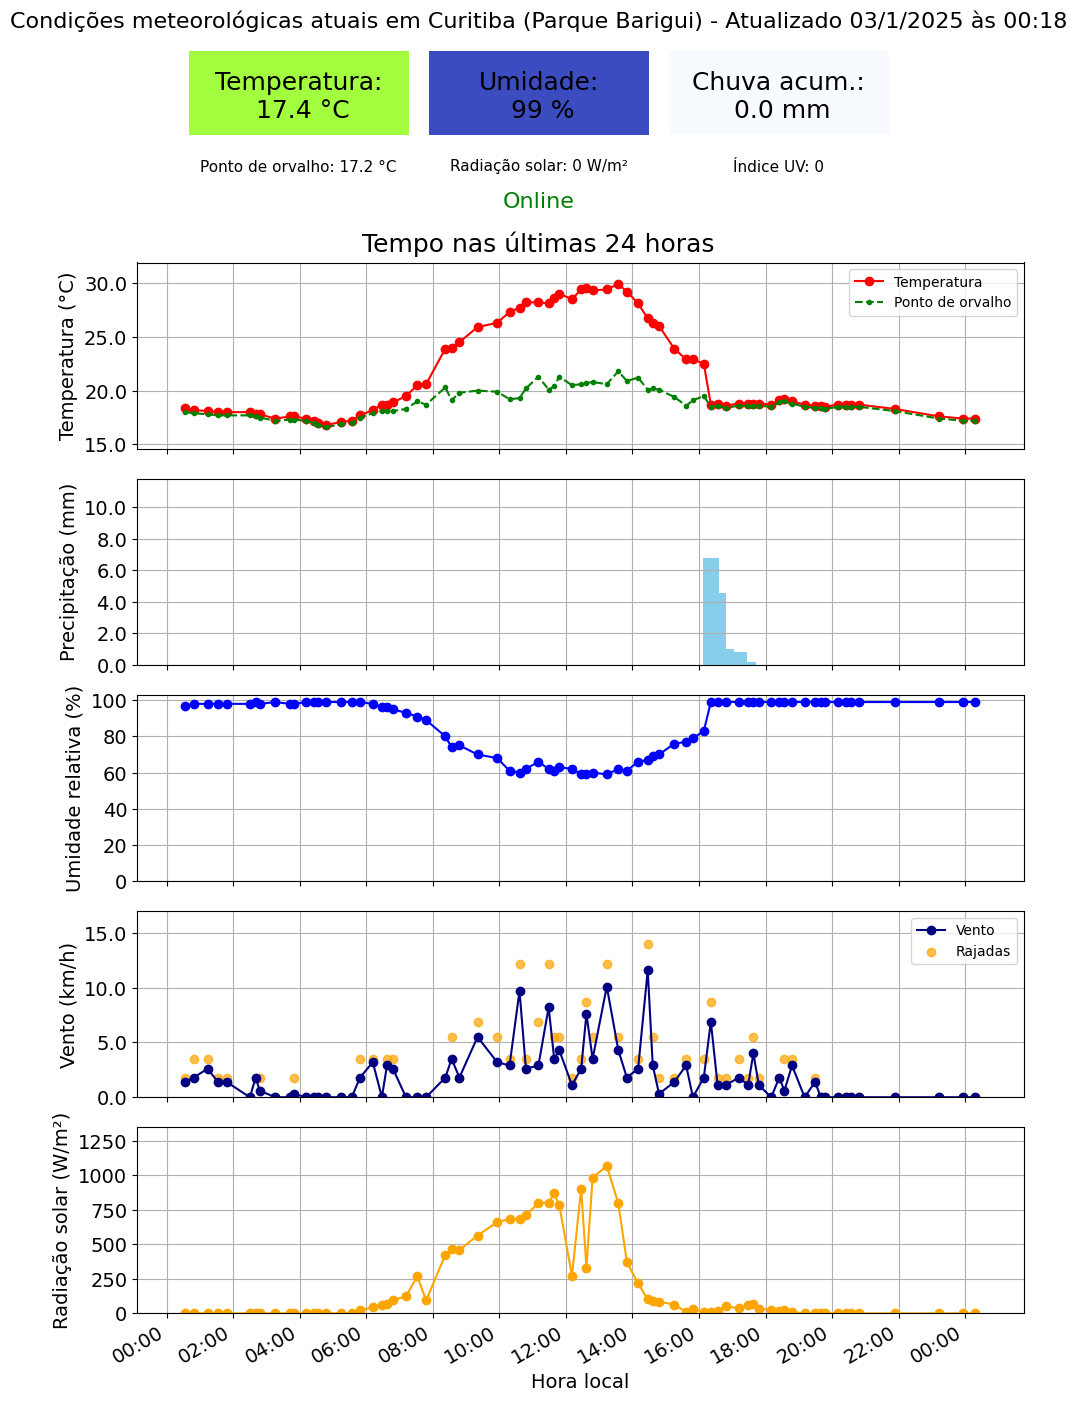 Condições meteorológicas atuais em Curitiba (Parque Barigui) - Atualizado 03/1/2025 às 00:18
Temperatura:
17.4 °C
Umidade:
99 %
Chuva acum.:
0.0 mm
Ponto de orvalho: 17.2 °C
Radiação solar: 0 W/m²
Índice UV: 0
Online
Tempo nas últimas 24 horas
Temperatura (°C)
30.0
25.0
20.0
15.0
Temperatura
Ponto de orvalho
Precipitação (mm)
10.0
8.0
6.0
4.0
2.0
0.0
Umidade relativa (%)
100
80
60
40
20
0
Vento (km/h)
15.0
10.0
5.0
0.0
Vento
Rajadas
Radiação solar (W/m²)
1250
1000
750
500
250
0
00:00
02:00
04:00
06:00
08:00
10:00
12:00
14:00
16:00
18:00
20:00
22:00
00:00
Hora local